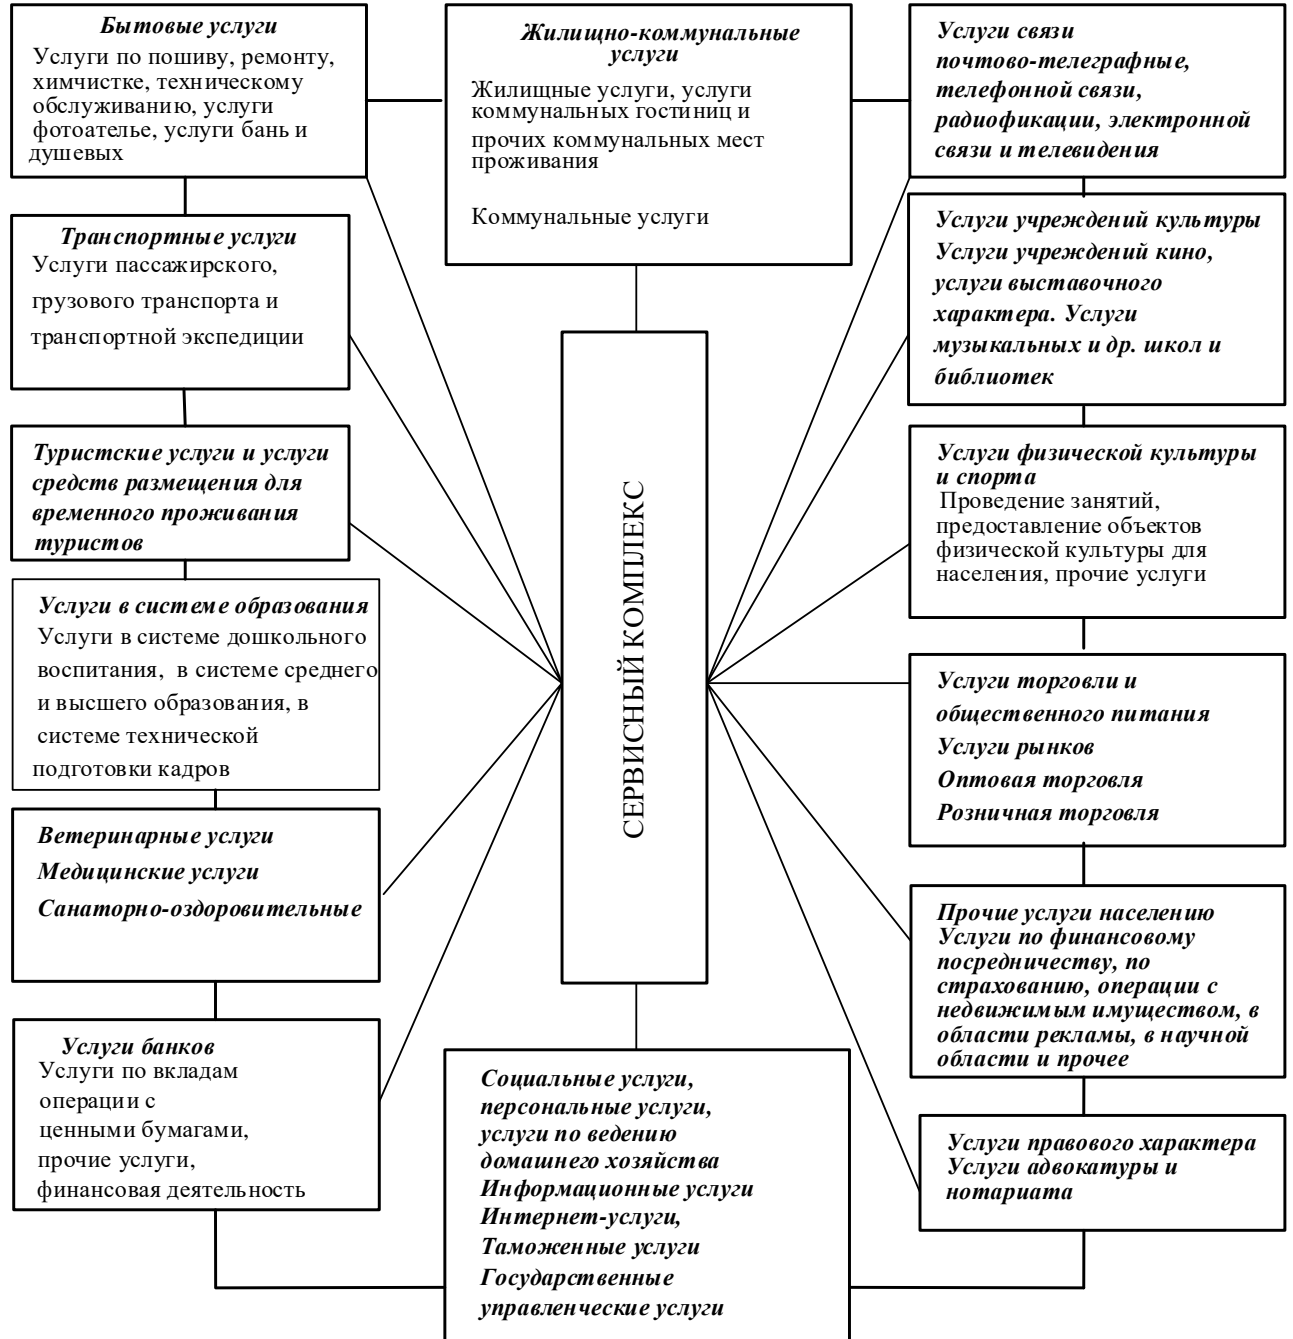 Бытовые услуги
Услуги по пошиву, ремонту,
химчистке, техническому
обслуживанию, услуги
фотоателье, услуги бань и
душевых
Жилищно-коммунальные
услуги
Жилищные услуги, услуги
коммунальных гостиниц и
прочих коммунальных мест
проживания
Коммунальные услуги
Услуги связи
почтово-телеграфные,
телефонной связи,
радиофикации, электронной
связи и телевидения
Транспортные услуги
Услуги пассажирского,
грузового транспорта и
транспортной экспедиции
Услуги учреждений культуры
Услуги учреждений кино,
услуги выставочного
характера. Услуги
музыкальных и др. школ и
библиотек
Туристские услуги и услуги
средств размещения для
временного проживания
туристов
СЕРВИСНЫЙ КОМПЛЕКС
Услуги физической культуры
и спорта
Проведение занятий,
предоставление объектов
физической культуры для
населения, прочие услуги
Услуги в системе образования
Услуги в системе дошкольного
воспитания, в системе среднего
и высшего образования, в
системе технической
подготовки кадров
Услуги торговли и
общественного питания
Услуги рынков
Оптовая торговля
Розничная торговля
Ветеринарные услуги
Медицинские услуги
Санаторно-оздоровительные
Прочие услуги населению
Услуги по финансовому
посредничеству, по
страхованию, операции с
недвижимым имуществом, в
области рекламы, в научной
области и прочее
Услуги банков
Услуги по вкладам
операции с
ценными бумагами,
прочие услуги,
финансовая деятельность
Социальные услуги,
персональные услуги,
услуги по ведению
домашнего хозяйства
Информационные услуги
Интернет-услуги,
Таможенные услуги
Государственные
управленческие услуги
Услуги правового характера
Услуги адвокатуры и
нотариата